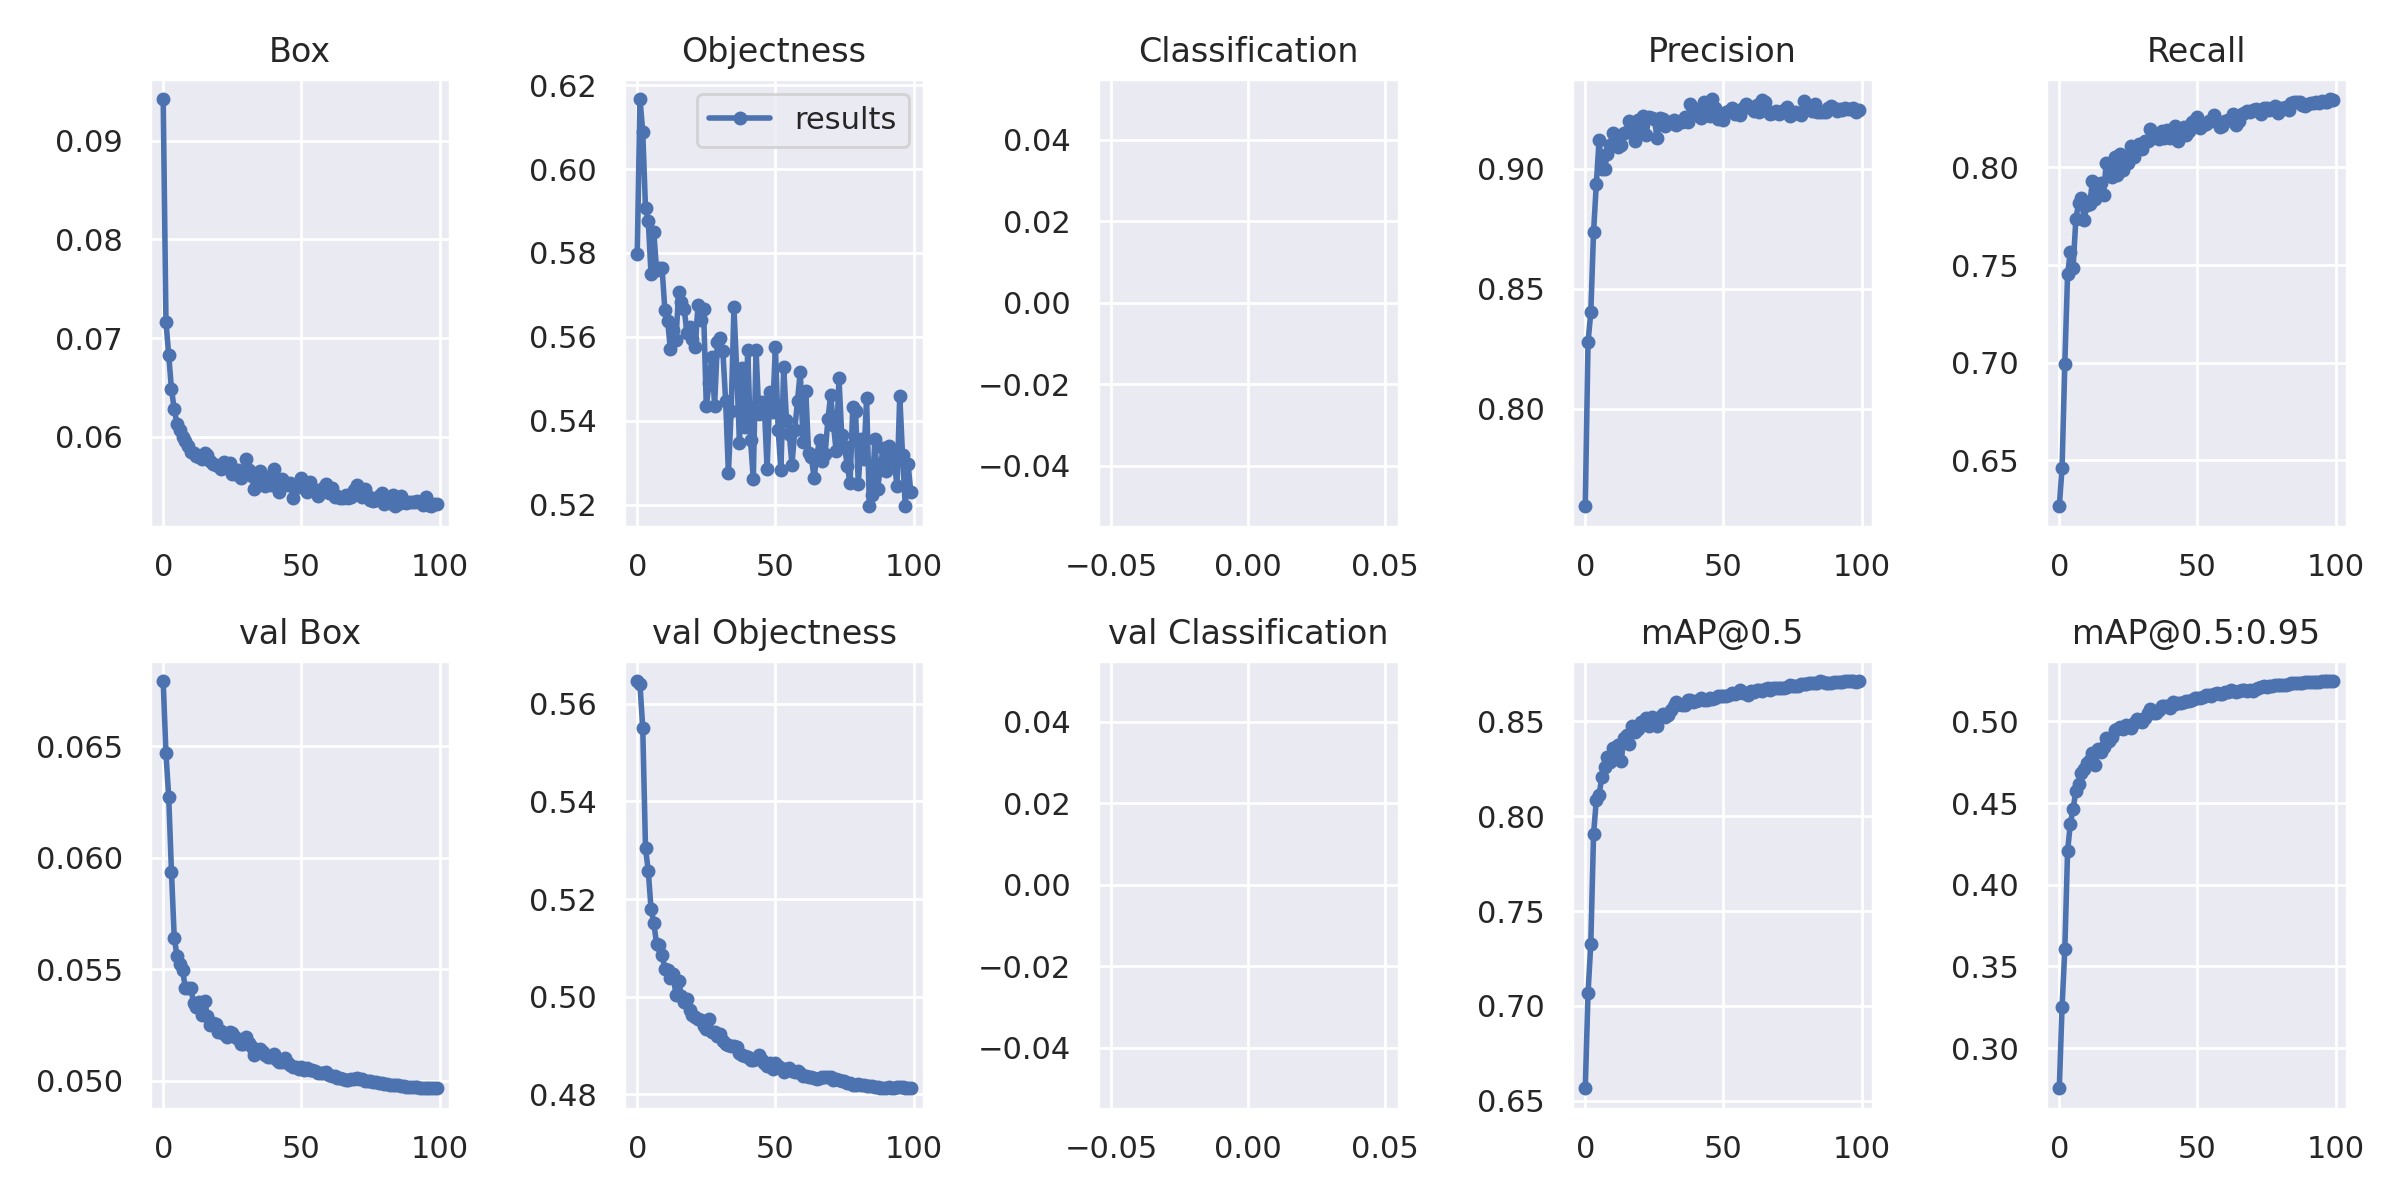 Box
0.09
0.08
0.07
0.06
0 50 100
Objectness
results
0.62
0.60
0.58
0.56
0.54
0.52
0 50 100
Classification
0.04
0.02
0.00
−0.02
−0.04
−0.05 0.00 0.05
Precision
0.90
0.85
0.80
0 50 100
Recall
0.80
0.75
0.70
0.65
0 50 100
val Box
0.065
0.060
0.055
0.050
0 50 100
val Objectness
0.56
0.54
0.52
0.50
0.48
0 50 100
val Classification
0.04
0.02
0.00
−0.02
−0.04
−0.05 0.00 0.05
mAP@0.5
0.85
0.80
0.75
0.70
0.65
0 50 100
mAP@0.5:0.95
0.50
0.45
0.40
0.35
0.30
0 50 100